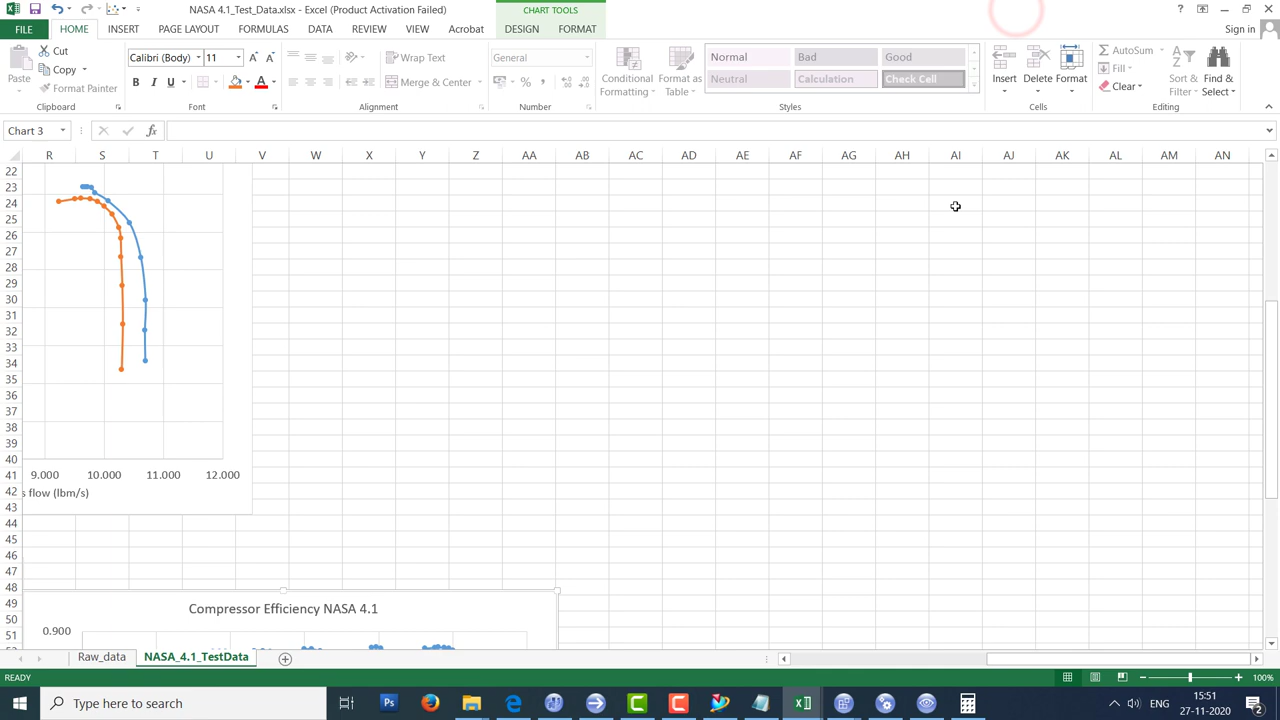 NASA 4.1_Test_Data.xlsx - Excel (Product Activation Failed)
CHART TOOLS
FILE HOME INSERT PAGE LAYOUT FORMULAS DATA REVIEW VIEW Acrobat DESIGN FORMAT Sign in
Paste Cut Copy Format Painter
Clipboard
Calibri (Body) 11
B I U
Font
Wrap Text
Merge & Center
Alignment
General
Number
Conditional Formatting
Format as Table
Normal Bad Good
Neutral Calculation Check Cell
Styles
Insert Delete Format
Cells
AutoSum
Fill
Clear
Sort & Filter
Find & Select
Editing
Chart 3
R S T U V W X Y Z AA AB AC AD AE AF AG AH AI AJ AK AL AM AN
22
23
24
25
26
27
28
29
30
31
32
33
34
35
36
37
38
39
40
41
42
43
44
45
46
47
48
49
50
51
9.000 10.000 11.000 12.000
s flow (lbm/s)
Compressor Efficiency NASA 4.1
0.900
Raw_data NASA_4.1_TestData
READY
100%
Type here to search
ENG
15:51
27-11-2020
2